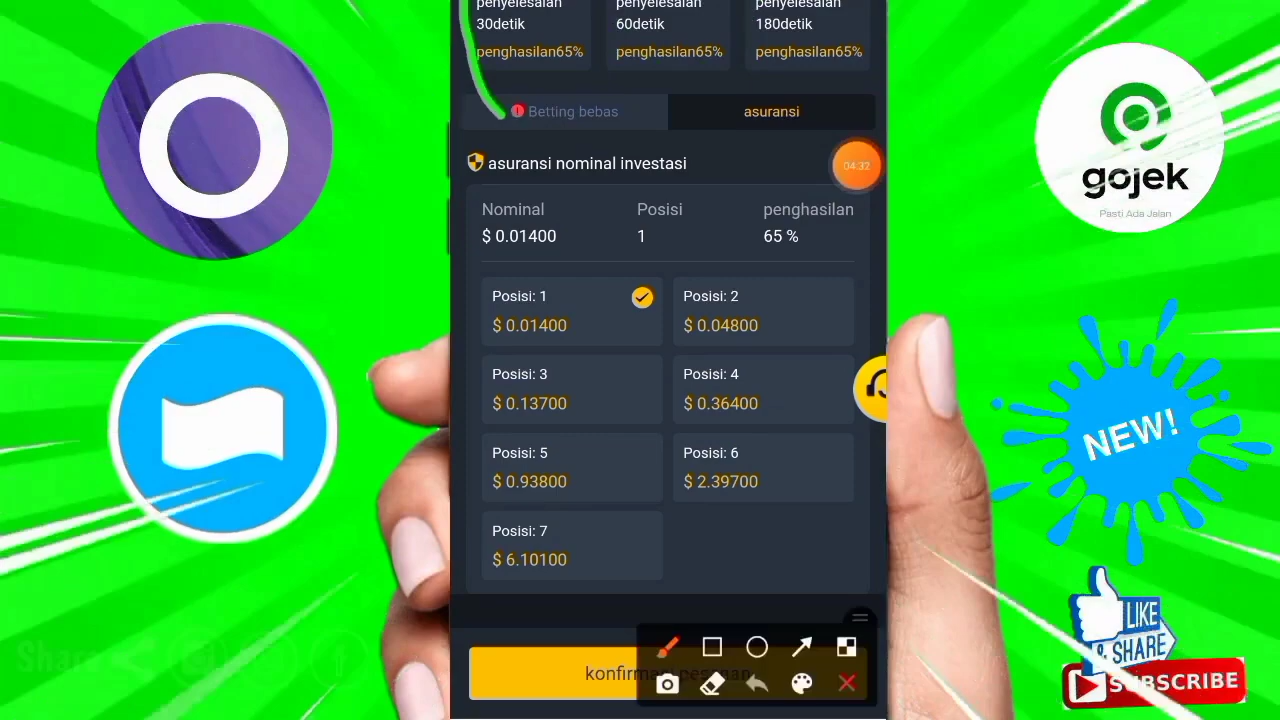 penyelesaian
penyelesaian
penyelesaian
30detik
60detik
180detik
penghasilan65%
penghasilan65%
penghasilan65%
Betting bebas
asuransi
asuransi nominal investasi
04:32
Nominal
Posisi
penghasilan
$ 0.01400
1
65 %
Posisi: 1
$ 0.01400
Posisi: 2
$ 0.04800
Posisi: 3
$ 0.13700
Posisi: 4
$ 0.36400
Posisi: 5
$ 0.93800
Posisi: 6
$ 2.39700
Posisi: 7
$ 6.10100
konfirmasi pesanan
gojek
Pasti Ada Jalan
NEW!
LIKE
& SHARE
SUBSCRIBE
Share